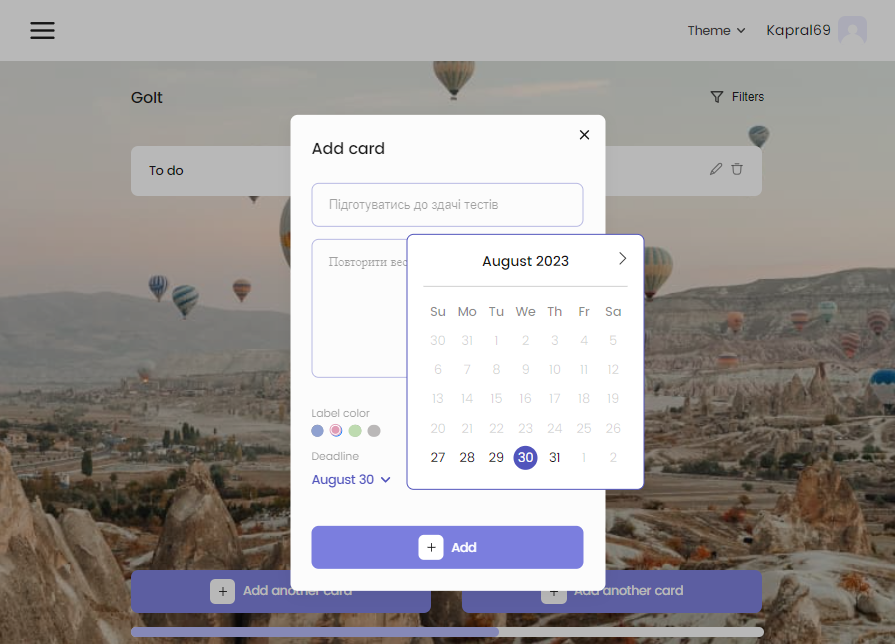 Theme
Kapral69
GoIt
Filters
To do
Add card
Підготуватись до здачі тестів
Повторити вес
August 2023
Su Mo Tu We Th Fr Sa
30 31 1 2 3 4 5
6 7 8 9 10 11 12
13 14 15 16 17 18 19
20 21 22 23 24 25 26
27 28 29 30 31 1 2
Label color
Deadline
August 30
+ Add
+ Add another card
+ Add another card